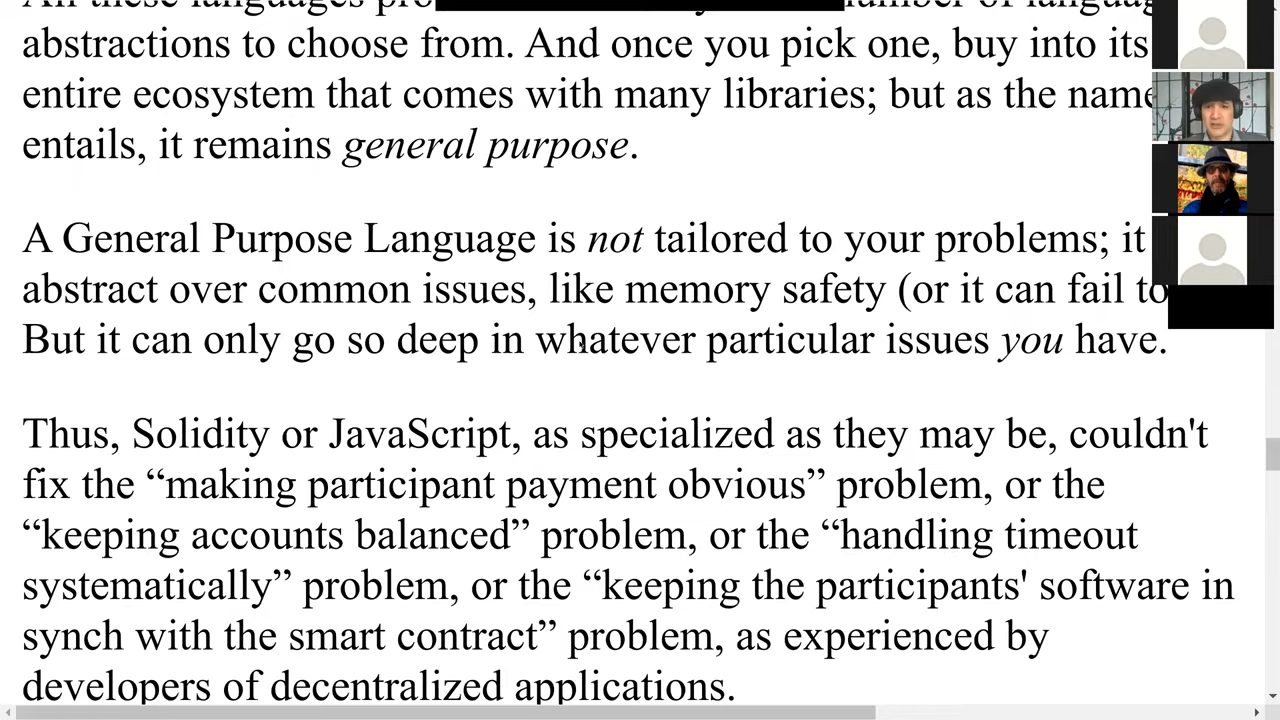 All these languages
of
abstractions to choose from. And once you pick one, buy into its
entire ecosystem that comes with many libraries; but as the name
entails, it remains general purpose.
A General Purpose Language is not tailored to your problems; it
abstract over common issues, like memory safety (or it can fail to
But it can only go so deep in whatever particular issues you have.
Thus, Solidity or JavaScript, as specialized as they may be, couldn't
fix the “making participant payment obvious” problem, or the
“keeping accounts balanced” problem, or the “handling timeout
systematically” problem, or the “keeping the participants' software in
synch with the smart contract” problem, as experienced by
developers of decentralized applications.